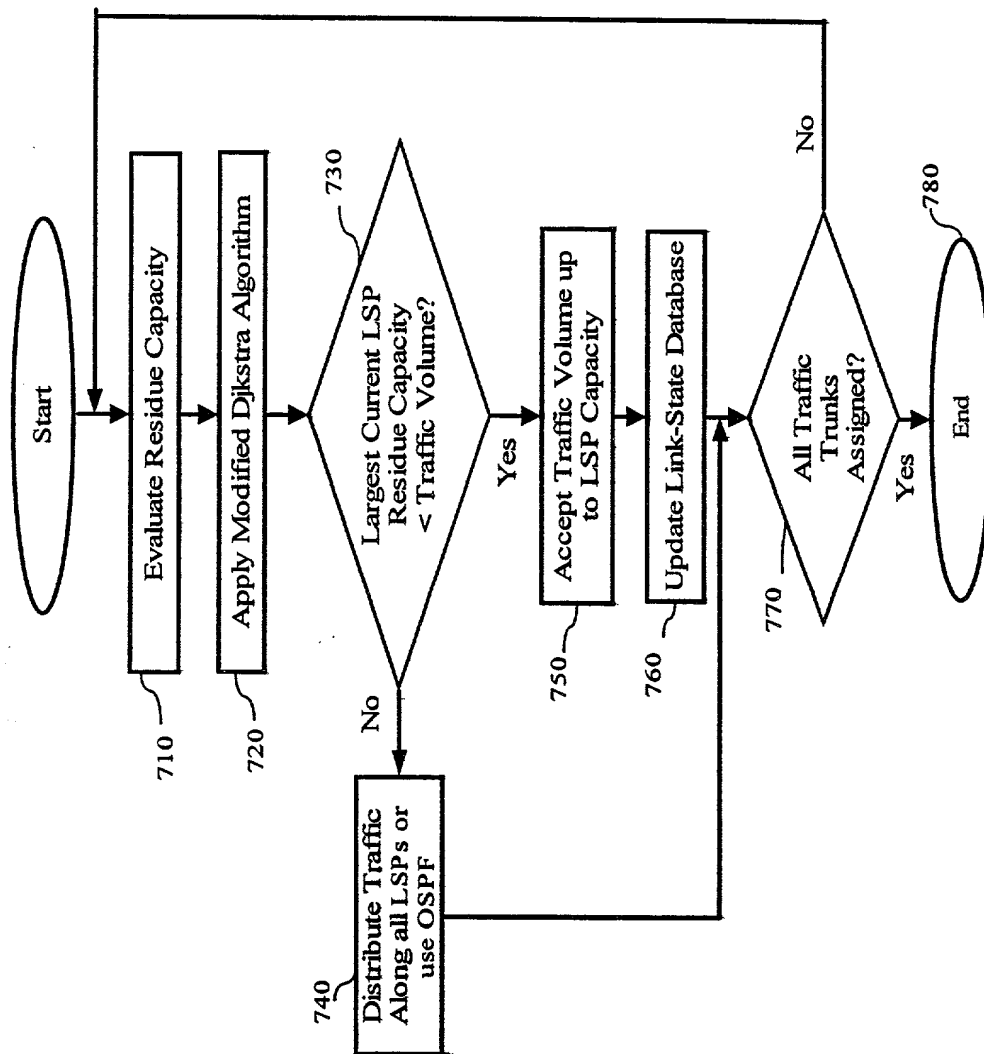 Start
Evaluate Residue Capacity
710
Apply Modified Djkstra Algorithm
720
730
Largest Current LSP
Residue Capacity
< Traffic Volume?
No
Yes
740
Distribute Traffic
Along all LSPs or
use OSPF
Accept Traffic Volume up
to LSP Capacity
750
Update Link-State Database
760
770
All Traffic
Trunks
Assigned?
No
Yes
780
End